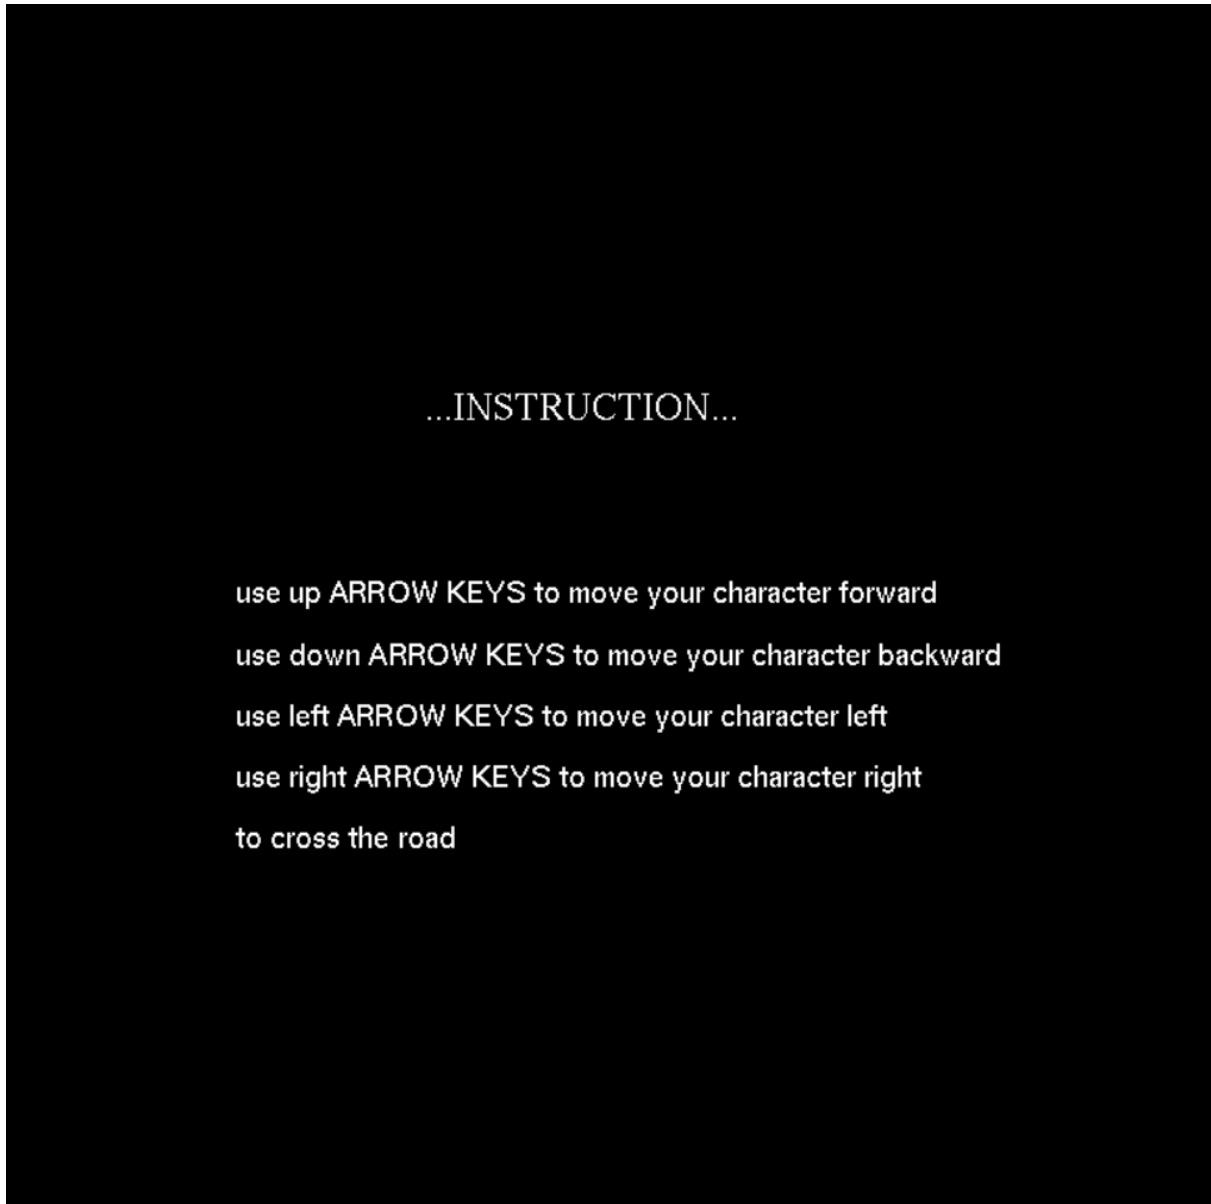 ...INSTRUCTION...
use up ARROW KEYS to move your character forward
use down ARROW KEYS to move your character backward
use left ARROW KEYS to move your character left
use right ARROW KEYS to move your character right
to cross the road